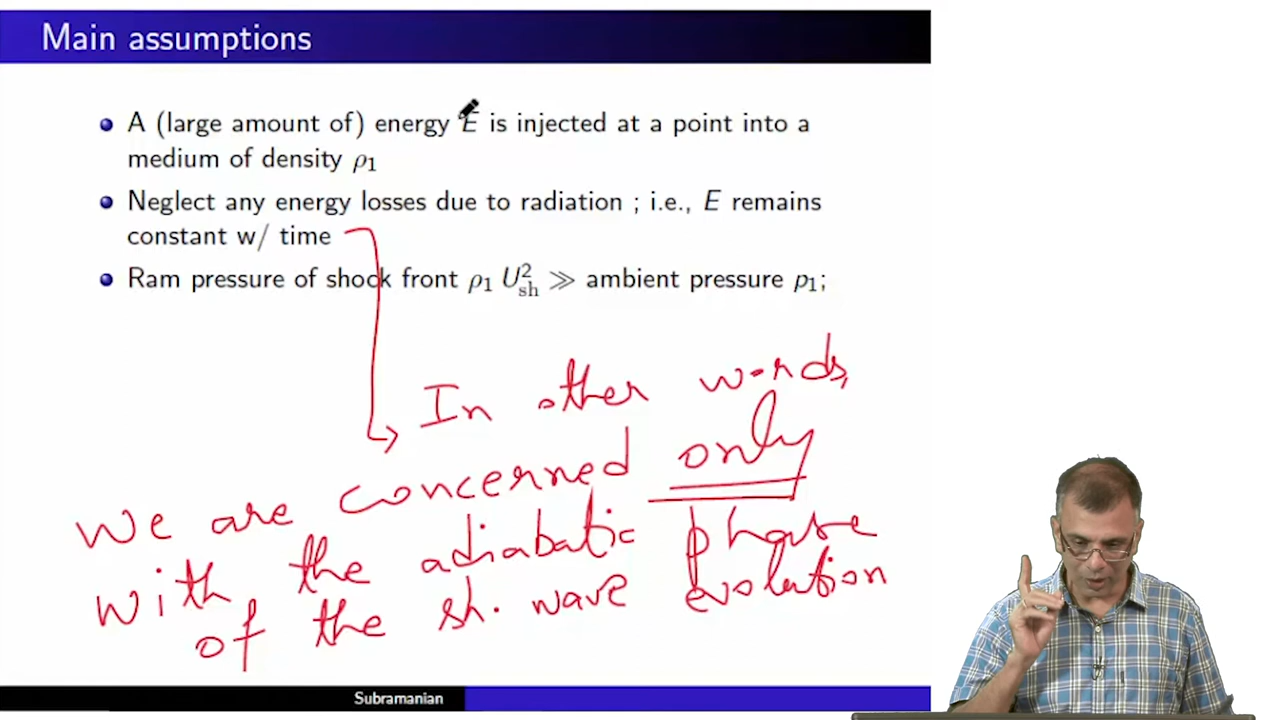 Main assumptions
A (large amount of) energy E is injected at a point into a
medium of density ρ₁
Neglect any energy losses due to radiation ; i.e., E remains
constant w/ time
Ram pressure of shock front ρ₁ U²sh ≫ ambient pressure p₁;
In other words,
we are concerned only
with the adiabatic phase
of the sh. wave evolution
Subramanian